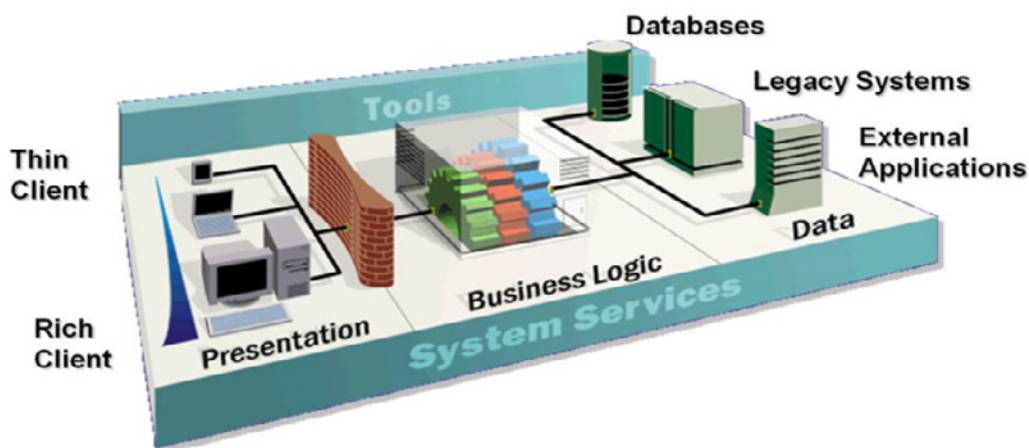 Databases
Legacy Systems
External
Applications
Tools
Thin
Client
Rich
Client
Presentation
Business Logic
Data
System Services